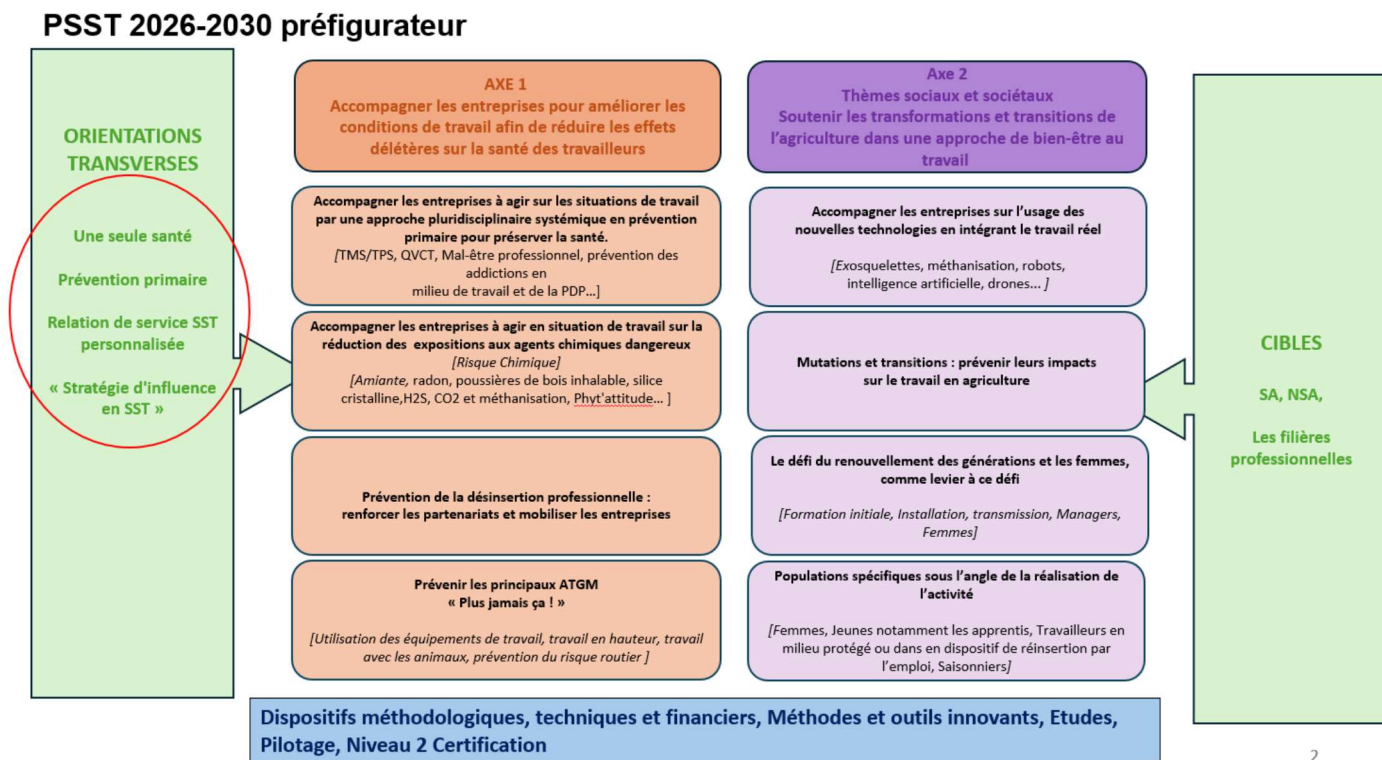 PSST 2026-2030 préfigurateur
ORIENTATIONS
TRANSVERSES
Une seule santé
Prévention primaire
Relation de service SST
personnalisée
« Stratégie d'influence
en SST »
AXE 1
Accompagner les entreprises pour améliorer les
conditions de travail afin de réduire les effets
délétères sur la santé des travailleurs
Accompagner les entreprises à agir sur les situations de travail
par une approche pluridisciplinaire systémique en prévention
primaire pour préserver la santé.
[TMS/TPS, QVCT, Mal-être professionnel, prévention des
addictions en
milieu de travail et de la PDP...]
Accompagner les entreprises à agir en situation de travail sur la
réduction des expositions aux agents chimiques dangereux
[Risque Chimique]
[Amiante, radon, poussières de bois inhalable, silice
cristalline,H2S, CO2 et méthanisation, Phyt'attitude... ]
Prévention de la désinsertion professionnelle :
renforcer les partenariats et mobiliser les entreprises
Prévenir les principaux ATGM
« Plus jamais ça ! »
[Utilisation des équipements de travail, travail en hauteur, travail
avec les animaux, prévention du risque routier ]
Axe 2
Thèmes sociaux et sociétaux
Soutenir les transformations et transitions de
l'agriculture dans une approche de bien-être au
travail
Accompagner les entreprises sur l'usage des
nouvelles technologies en intégrant le travail réel
[Exosquelettes, méthanisation, robots,
intelligence artificielle, drones... ]
Mutations et transitions : prévenir leurs impacts
sur le travail en agriculture
Le défi du renouvellement des générations et les femmes,
comme levier à ce défi
[Formation initiale, Installation, transmission, Managers,
Femmes]
Populations spécifiques sous l'angle de la réalisation de
l'activité
[Femmes, Jeunes notamment les apprentis, Travailleurs en
milieu protégé ou dans en dispositif de réinsertion par
l'emploi, Saisonniers]
CIBLES
SA, NSA,
Les filières
professionnelles
Dispositifs méthodologiques, techniques et financiers, Méthodes et outils innovants, Etudes,
Pilotage, Niveau 2 Certification
2